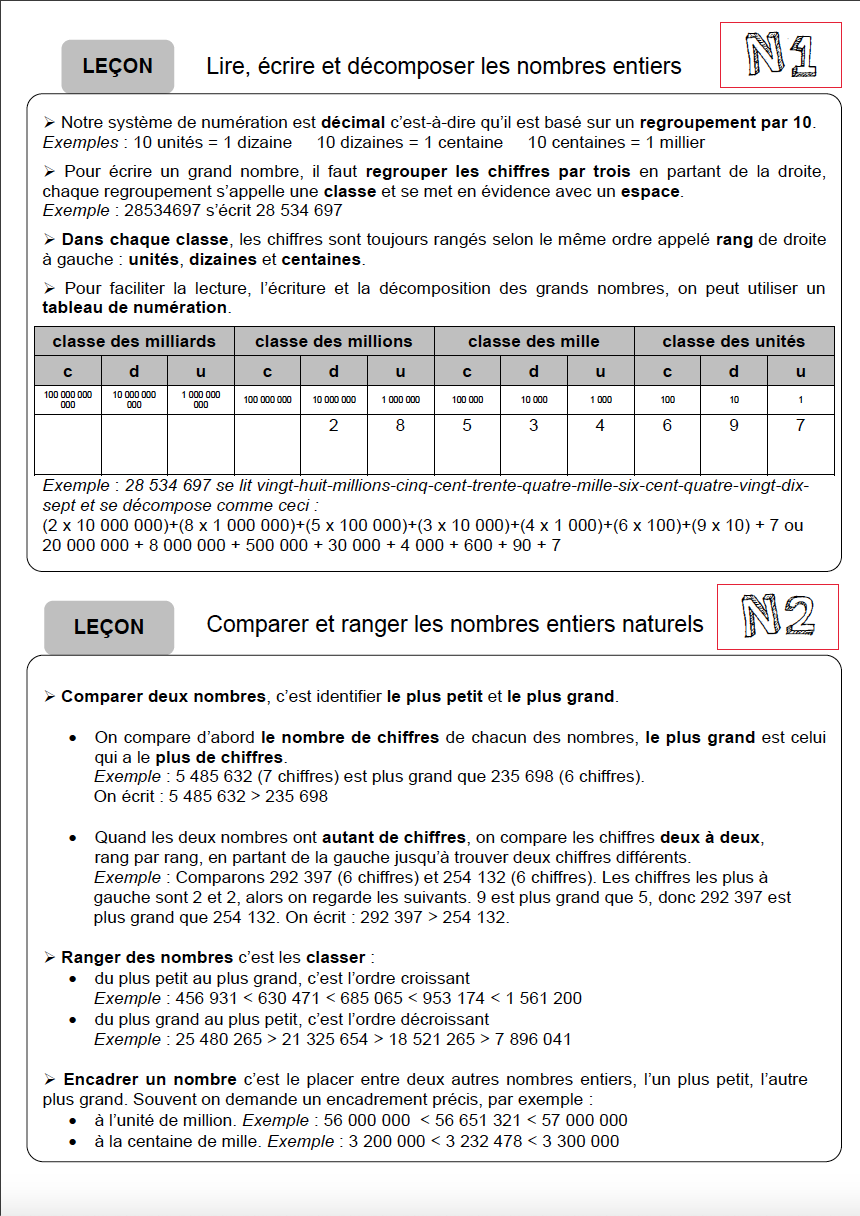 LEÇON
Lire, écrire et décomposer les nombres entiers
N1
➢ Notre système de numération est décimal c’est-à-dire qu’il est basé sur un regroupement par 10.
Exemples : 10 unités = 1 dizaine 10 dizaines = 1 centaine 10 centaines = 1 millier
➢ Pour écrire un grand nombre, il faut regrouper les chiffres par trois en partant de la droite,
chaque regroupement s’appelle une classe et se met en évidence avec un espace.
Exemple : 28534697 s’écrit 28 534 697
➢ Dans chaque classe, les chiffres sont toujours rangés selon le même ordre appelé rang de droite
à gauche : unités, dizaines et centaines.
➢ Pour faciliter la lecture, l’écriture et la décomposition des grands nombres, on peut utiliser un
tableau de numération.
classe des milliards classe des millions classe des mille classe des unités
c d u c d u c d u c d u
100 000 000 000 10 000 000 000 1 000 000 000 100 000 000 10 000 000 1 000 000 100 000 10 000 1 000 100 10 1
2 8 5 3 4 6 9 7
Exemple : 28 534 697 se lit vingt-huit-millions-cinq-cent-trente-quatre-mille-six-cent-quatre-vingt-dix-
sept et se décompose comme ceci :
(2 x 10 000 000)+(8 x 1 000 000)+(5 x 100 000)+(3 x 10 000)+(4 x 1 000)+(6 x 100)+(9 x 10) + 7 ou
20 000 000 + 8 000 000 + 500 000 + 30 000 + 4 000 + 600 + 90 + 7
LEÇON
Comparer et ranger les nombres entiers naturels
N2
➢ Comparer deux nombres, c’est identifier le plus petit et le plus grand.
• On compare d’abord le nombre de chiffres de chacun des nombres, le plus grand est celui
qui a le plus de chiffres.
Exemple : 5 485 632 (7 chiffres) est plus grand que 235 698 (6 chiffres).
On écrit : 5 485 632 > 235 698
• Quand les deux nombres ont autant de chiffres, on compare les chiffres deux à deux,
rang par rang, en partant de la gauche jusqu’à trouver deux chiffres différents.
Exemple : Comparons 292 397 (6 chiffres) et 254 132 (6 chiffres). Les chiffres les plus à
gauche sont 2 et 2, alors on regarde les suivants. 9 est plus grand que 5, donc 292 397 est
plus grand que 254 132. On écrit : 292 397 > 254 132.
➢ Ranger des nombres c’est les classer :
• du plus petit au plus grand, c’est l’ordre croissant
Exemple : 456 931 < 630 471 < 685 065 < 953 174 < 1 561 200
• du plus grand au plus petit, c’est l’ordre décroissant
Exemple : 25 480 265 > 21 325 654 > 18 521 265 > 7 896 041
➢ Encadrer un nombre c’est le placer entre deux autres nombres entiers, l’un plus petit, l’autre
plus grand. Souvent on demande un encadrement précis, par exemple :
• à l’unité de million. Exemple : 56 000 000 < 56 651 321 < 57 000 000
• à la centaine de mille. Exemple : 3 200 000 < 3 232 478 < 3 300 000